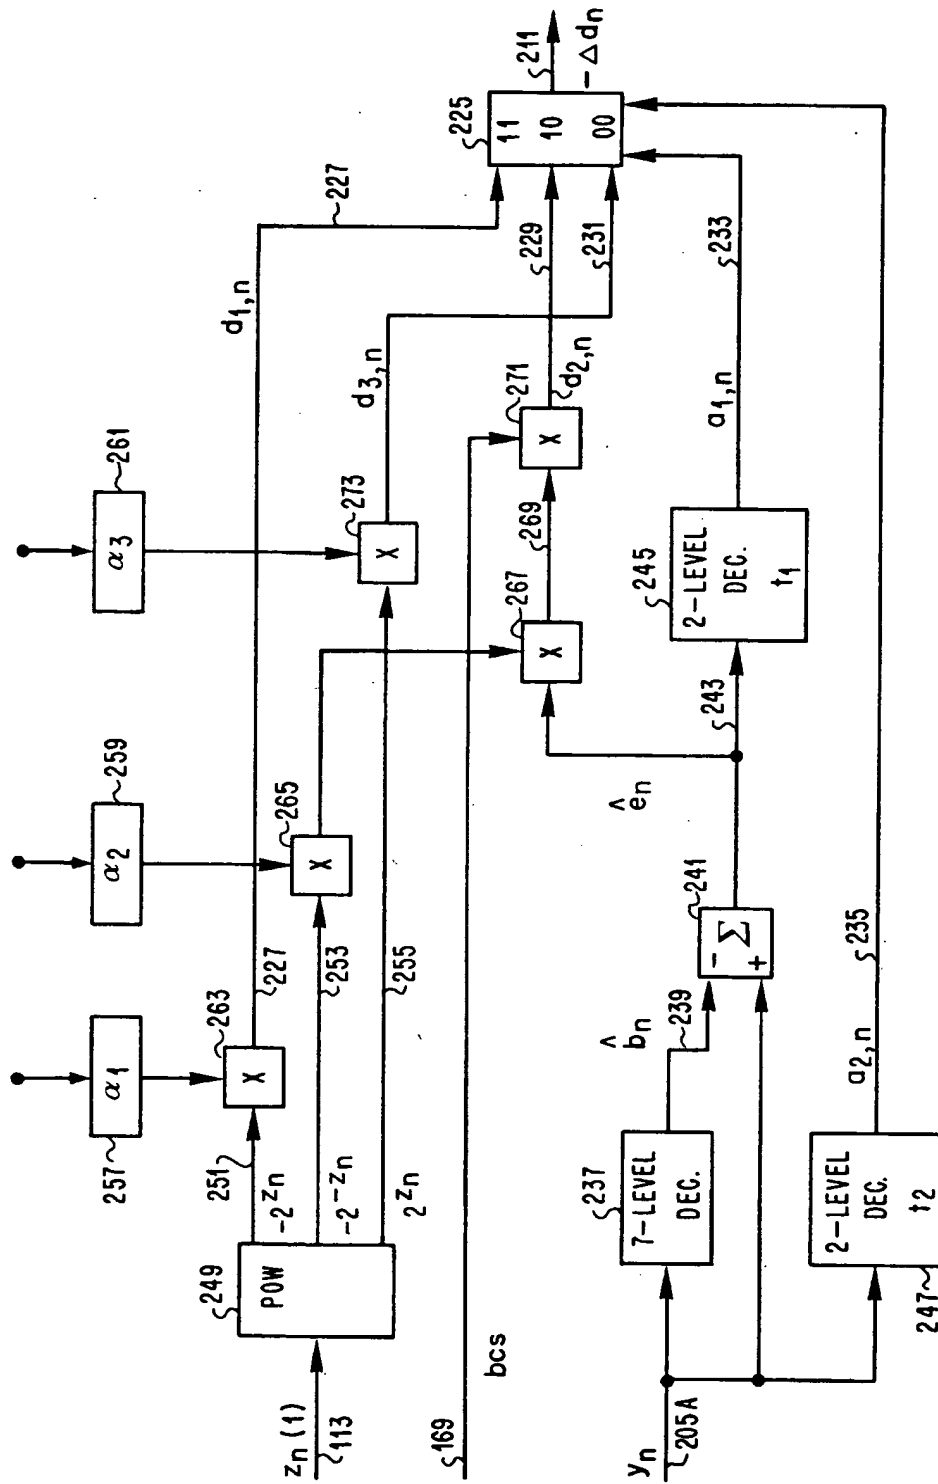 α1
257
α2
259
α3
261
z_n (1)
113
249
POW
251
-2^{z_n}
-2^{-z_n}
2^{z_n}
263
X
227
253
255
265
X
273
X
d_{1,n}
d_{3,n}
227
169
bcs
267
X
269
271
X
d_{2,n}
229
231
225
11
10
00
211
-Δd_n
y_n
205A
237
7-LEVEL
DEC.
b̂_n
239
241
-
+
Σ
ê_n
243
245
2-LEVEL
DEC.
t1
a_{1,n}
233
247
2-LEVEL
DEC.
t2
a_{2,n}
235